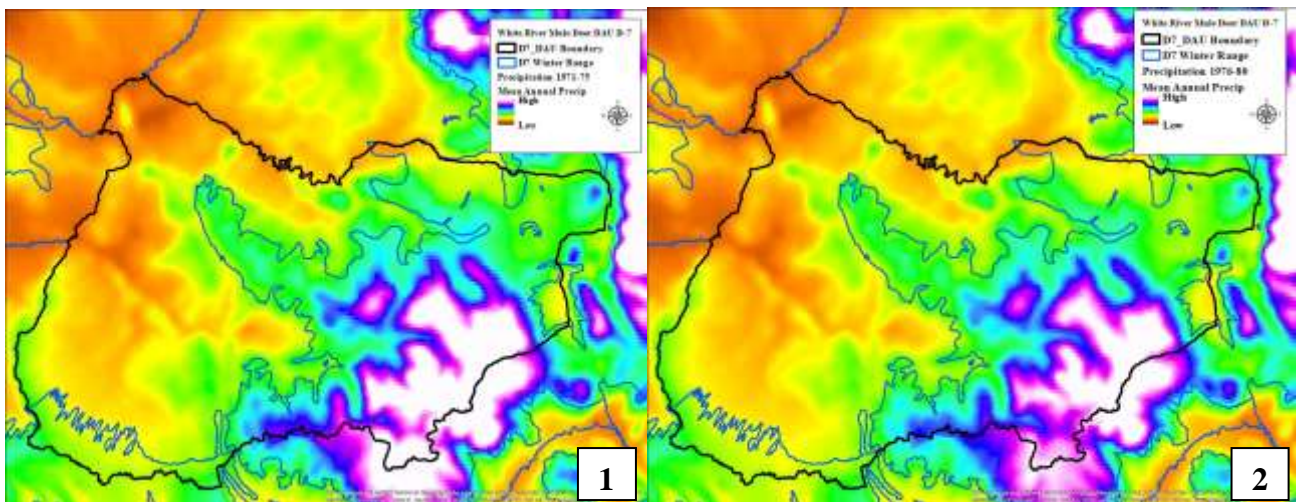 White River Mule Deer DAU D-7
D7_DAU Boundary
D7 Winter Range
Precipitation 1971-75
Mean Annual Precip
High
Low
1
White River Mule Deer DAU D-7
D7_DAU Boundary
D7 Winter Range
Precipitation 1976-80
Mean Annual Precip
High
Low
2